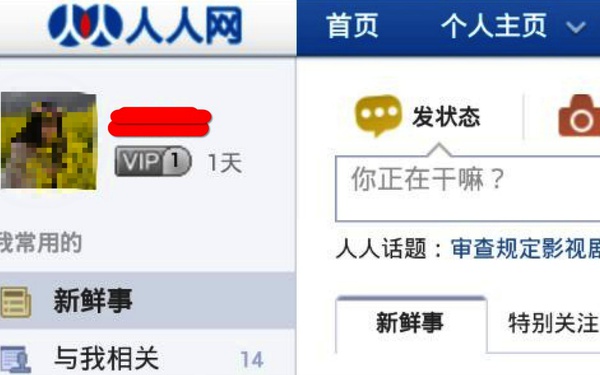 人人网
首页 个人主页
发状态
VIP 1 1天
你正在干嘛？
我常用的
人人话题：审查规定影视剧
新鲜事
新鲜事 特别关注
与我相关 14